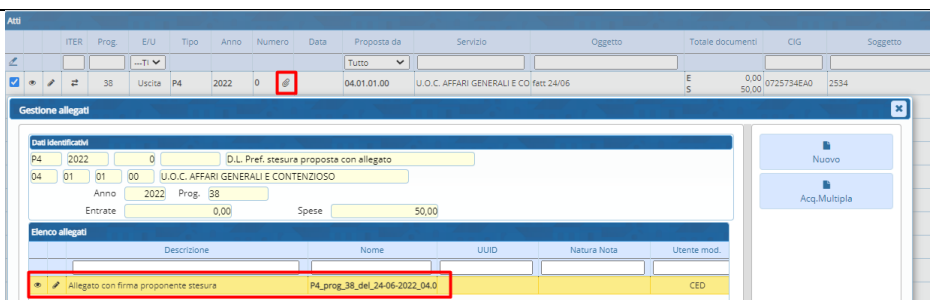 Atti
ITER Prog. E/U Tipo Anno Numero Data Proposta da Servizio Oggetto Totale documenti CIG Soggetto
---Ti Tutto
38 Uscita P4 2022 0 04.01.01.00 U.O.C. AFFARI GENERALI E CO fatt 24/06 E 0,00 0725734EA0 2534
S 50,00
Gestione allegati
Dati identificativi
P4 2022 0 D.L. Pref. stesura proposta con allegato
04 01 01 00 U.O.C. AFFARI GENERALI E CONTENZIOSO
Anno 2022 Prog. 38
Entrate 0,00 Spese 50,00
Nuovo
Acq.Multipla
Elenco allegati
Descrizione Nome UUID Natura Nota Utente mod.
Allegato con firma proponente stesura P4_prog_38_del_24-06-2022_04.0 CED